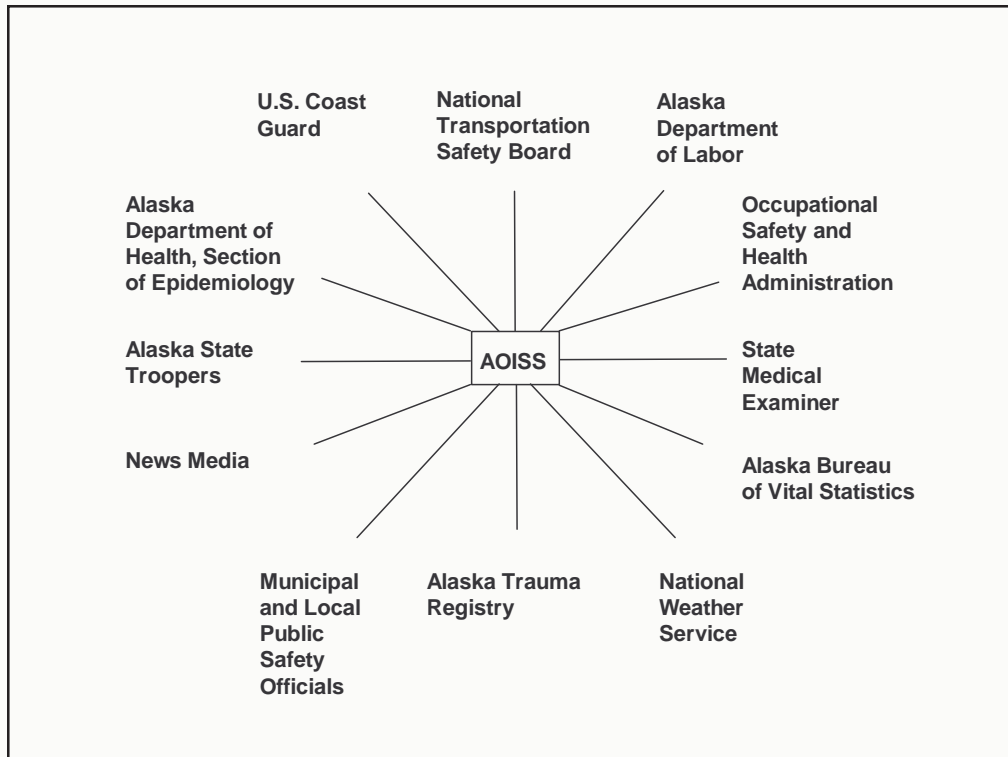 U.S. Coast
Guard
National
Transportation
Safety Board
Alaska
Department
of Labor
Alaska
Department of
Health, Section
of Epidemiology
Occupational
Safety and
Health
Administration
AOISS
Alaska State
Troopers
State
Medical
Examiner
News Media
Alaska Bureau
of Vital Statistics
Municipal
and Local
Public
Safety
Officials
Alaska Trauma
Registry
National
Weather
Service